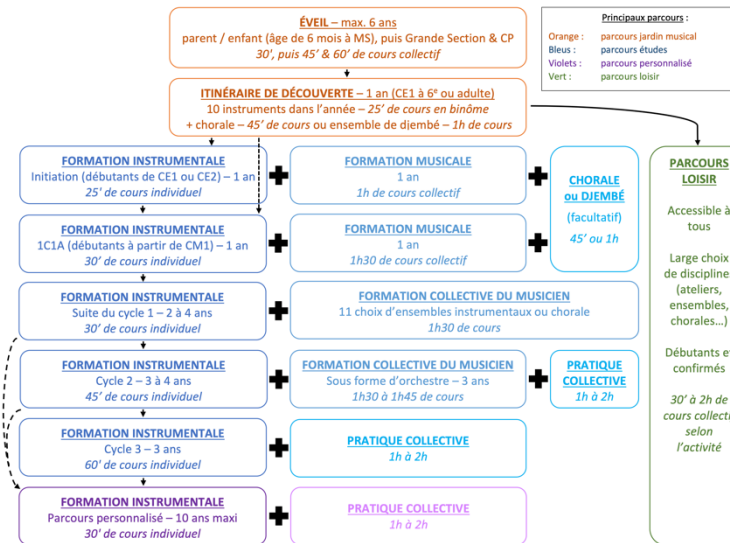 ÉVEIL – max. 6 ans
parent / enfant (âge de 6 mois à MS), puis Grande Section & CP
30', puis 45' & 60' de cours collectif
Principaux parcours :
Orange : parcours jardin musical
Bleus : parcours études
Violets : parcours personnalisé
Vert : parcours loisir
ITINÉRAIRE DE DÉCOUVERTE – 1 an (CE1 à 6e ou adulte)
10 instruments dans l'année – 25' de cours en binôme
+ chorale – 45' de cours ou ensemble de djembé – 1h de cours
FORMATION INSTRUMENTALE
Initiation (débutants de CE1 ou CE2) – 1 an
25' de cours individuel
FORMATION MUSICALE
1 an
1h de cours collectif
CHORALE
ou DJEMBÉ
(facultatif)
45' ou 1h
FORMATION INSTRUMENTALE
1C1A (débutants à partir de CM1) – 1 an
30' de cours individuel
FORMATION MUSICALE
1 an
1h30 de cours collectif
FORMATION INSTRUMENTALE
Suite du cycle 1 – 2 à 4 ans
30' de cours individuel
FORMATION COLLECTIVE DU MUSICIEN
11 choix d'ensembles instrumentaux ou chorale
1h30 de cours
FORMATION INSTRUMENTALE
Cycle 2 – 3 à 4 ans
45' de cours individuel
FORMATION COLLECTIVE DU MUSICIEN
Sous forme d'orchestre – 3 ans
1h30 à 1h45 de cours
PRATIQUE
COLLECTIVE
1h à 2h
FORMATION INSTRUMENTALE
Cycle 3 – 3 ans
60' de cours individuel
PRATIQUE COLLECTIVE
1h à 2h
FORMATION INSTRUMENTALE
Parcours personnalisé – 10 ans maxi
30' de cours individuel
PRATIQUE COLLECTIVE
1h à 2h
PARCOURS
LOISIR
Accessible à
tous
Large choix
de discipline
(ateliers,
ensembles,
chorales…)
Débutants et
confirmés
30' à 2h de
cours collecti
selon
l'activité